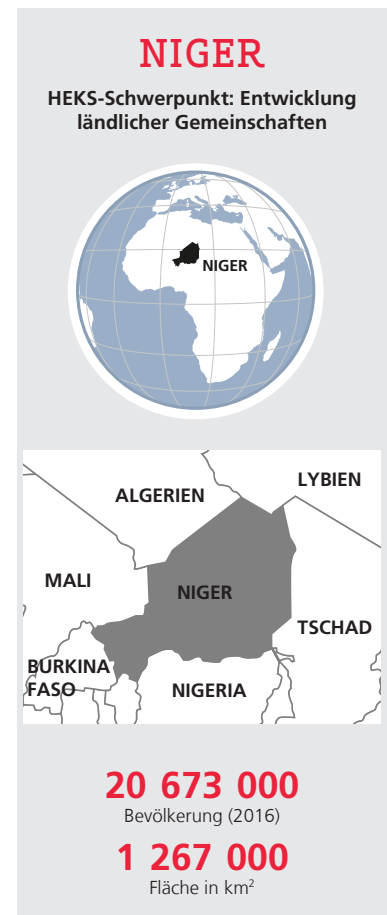 NIGER
HEKS-Schwerpunkt: Entwicklung
ländlicher Gemeinschaften
NIGER
LYBIEN
ALGERIEN
MALI
NIGER
TSCHAD
BURKINA
FASO
NIGERIA
20 673 000
Bevölkerung (2016)
1 267 000
Fläche in km²